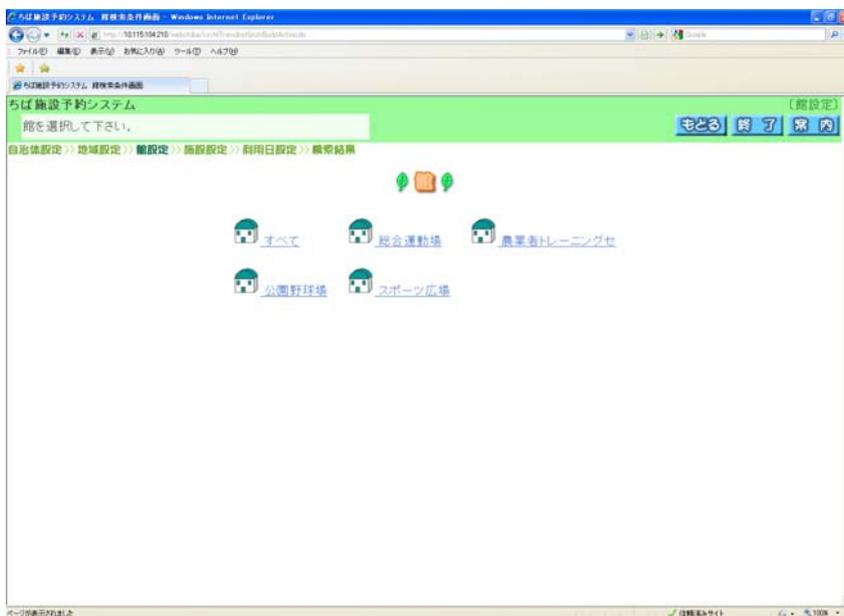 ちば施設予約システム 館検索条件画面 - Windows Internet Explorer
ファイル(F) 編集(E) 表示(V) お気に入り(A) ツール(T) ヘルプ(H)
ちば施設予約システム 館検索条件画面
ちば施設予約システム
〔館設定〕
館を選択して下さい。
もどる 終了 案内
自治体設定>>地域設定>>館設定>>施設設定>>利用日設定>>検索結果
すべて 総合運動場 農業者トレーニングセ
公園野球場 スポーツ広場
ページが表示されました 信頼済みサイト 100%